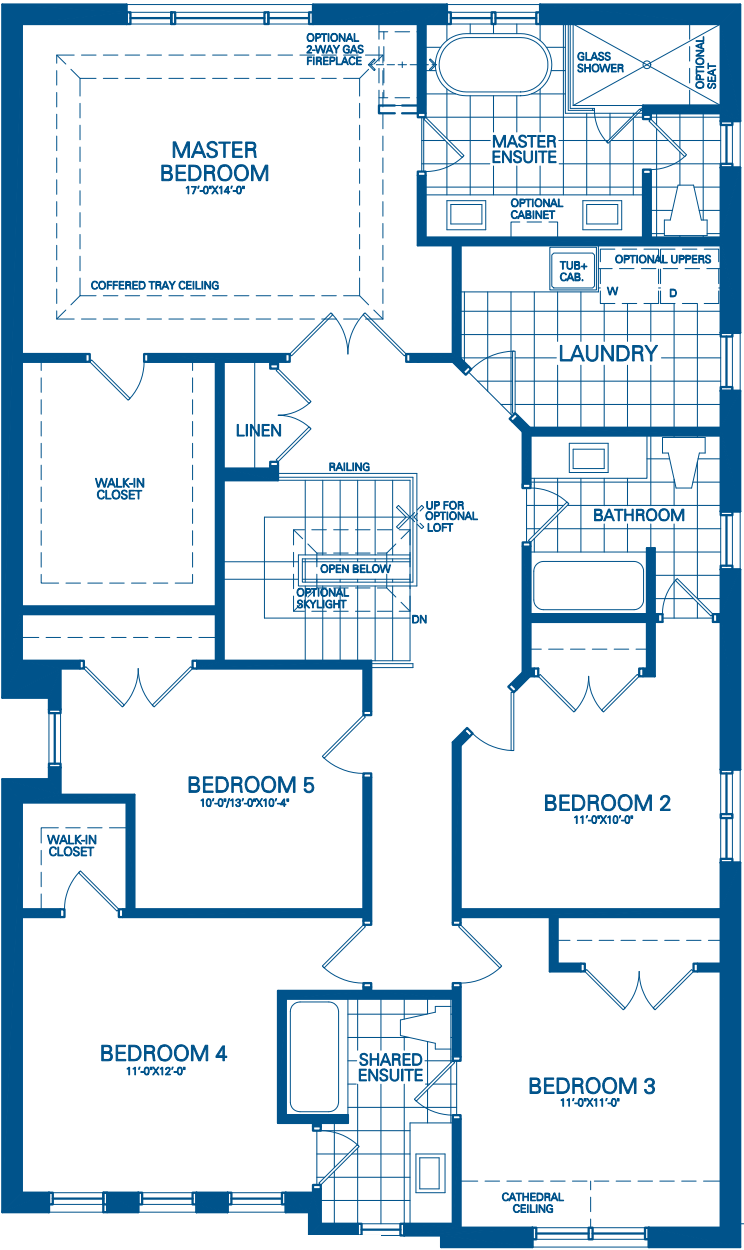 OPTIONAL
2-WAY GAS
FIREPLACE
GLASS
SHOWER
OPTIONAL
SEAT
MASTER
BEDROOM
17'-0"X14'-0"
MASTER
ENSUITE
OPTIONAL
CABINET
COFFERED TRAY CEILING
TUB+
CAB.
OPTIONAL UPPERS
W
D
LAUNDRY
LINEN
RAILING
WALK-IN
CLOSET
UP FOR
OPTIONAL
LOFT
BATHROOM
OPEN BELOW
OPTIONAL
SKYLIGHT
DN
BEDROOM 5
10'-0"/13'-0"X10'-4"
BEDROOM 2
11'-0"X10'-0"
WALK-IN
CLOSET
BEDROOM 4
11'-0"X12'-0"
SHARED
ENSUITE
BEDROOM 3
11'-0"X11'-0"
CATHEDRAL
CEILING